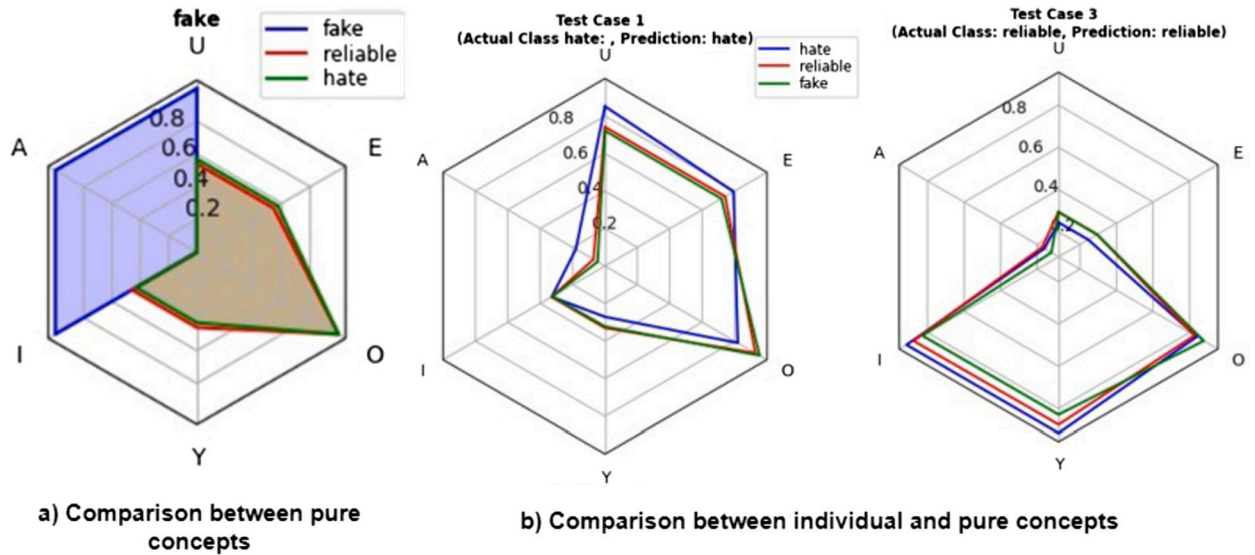 fake
U
fake
reliable
hate
A
E
0.8
0.6
0.4
0.2
I
O
Y
a) Comparison between pure
concepts
Test Case 1
(Actual Class hate: , Prediction: hate)
U
hate
reliable
fake
A
E
0.8
0.6
0.4
0.2
I
O
Y
Test Case 3
(Actual Class: reliable, Prediction: reliable)
U
A
E
0.8
0.6
0.4
0.2
I
O
Y
b) Comparison between individual and pure concepts